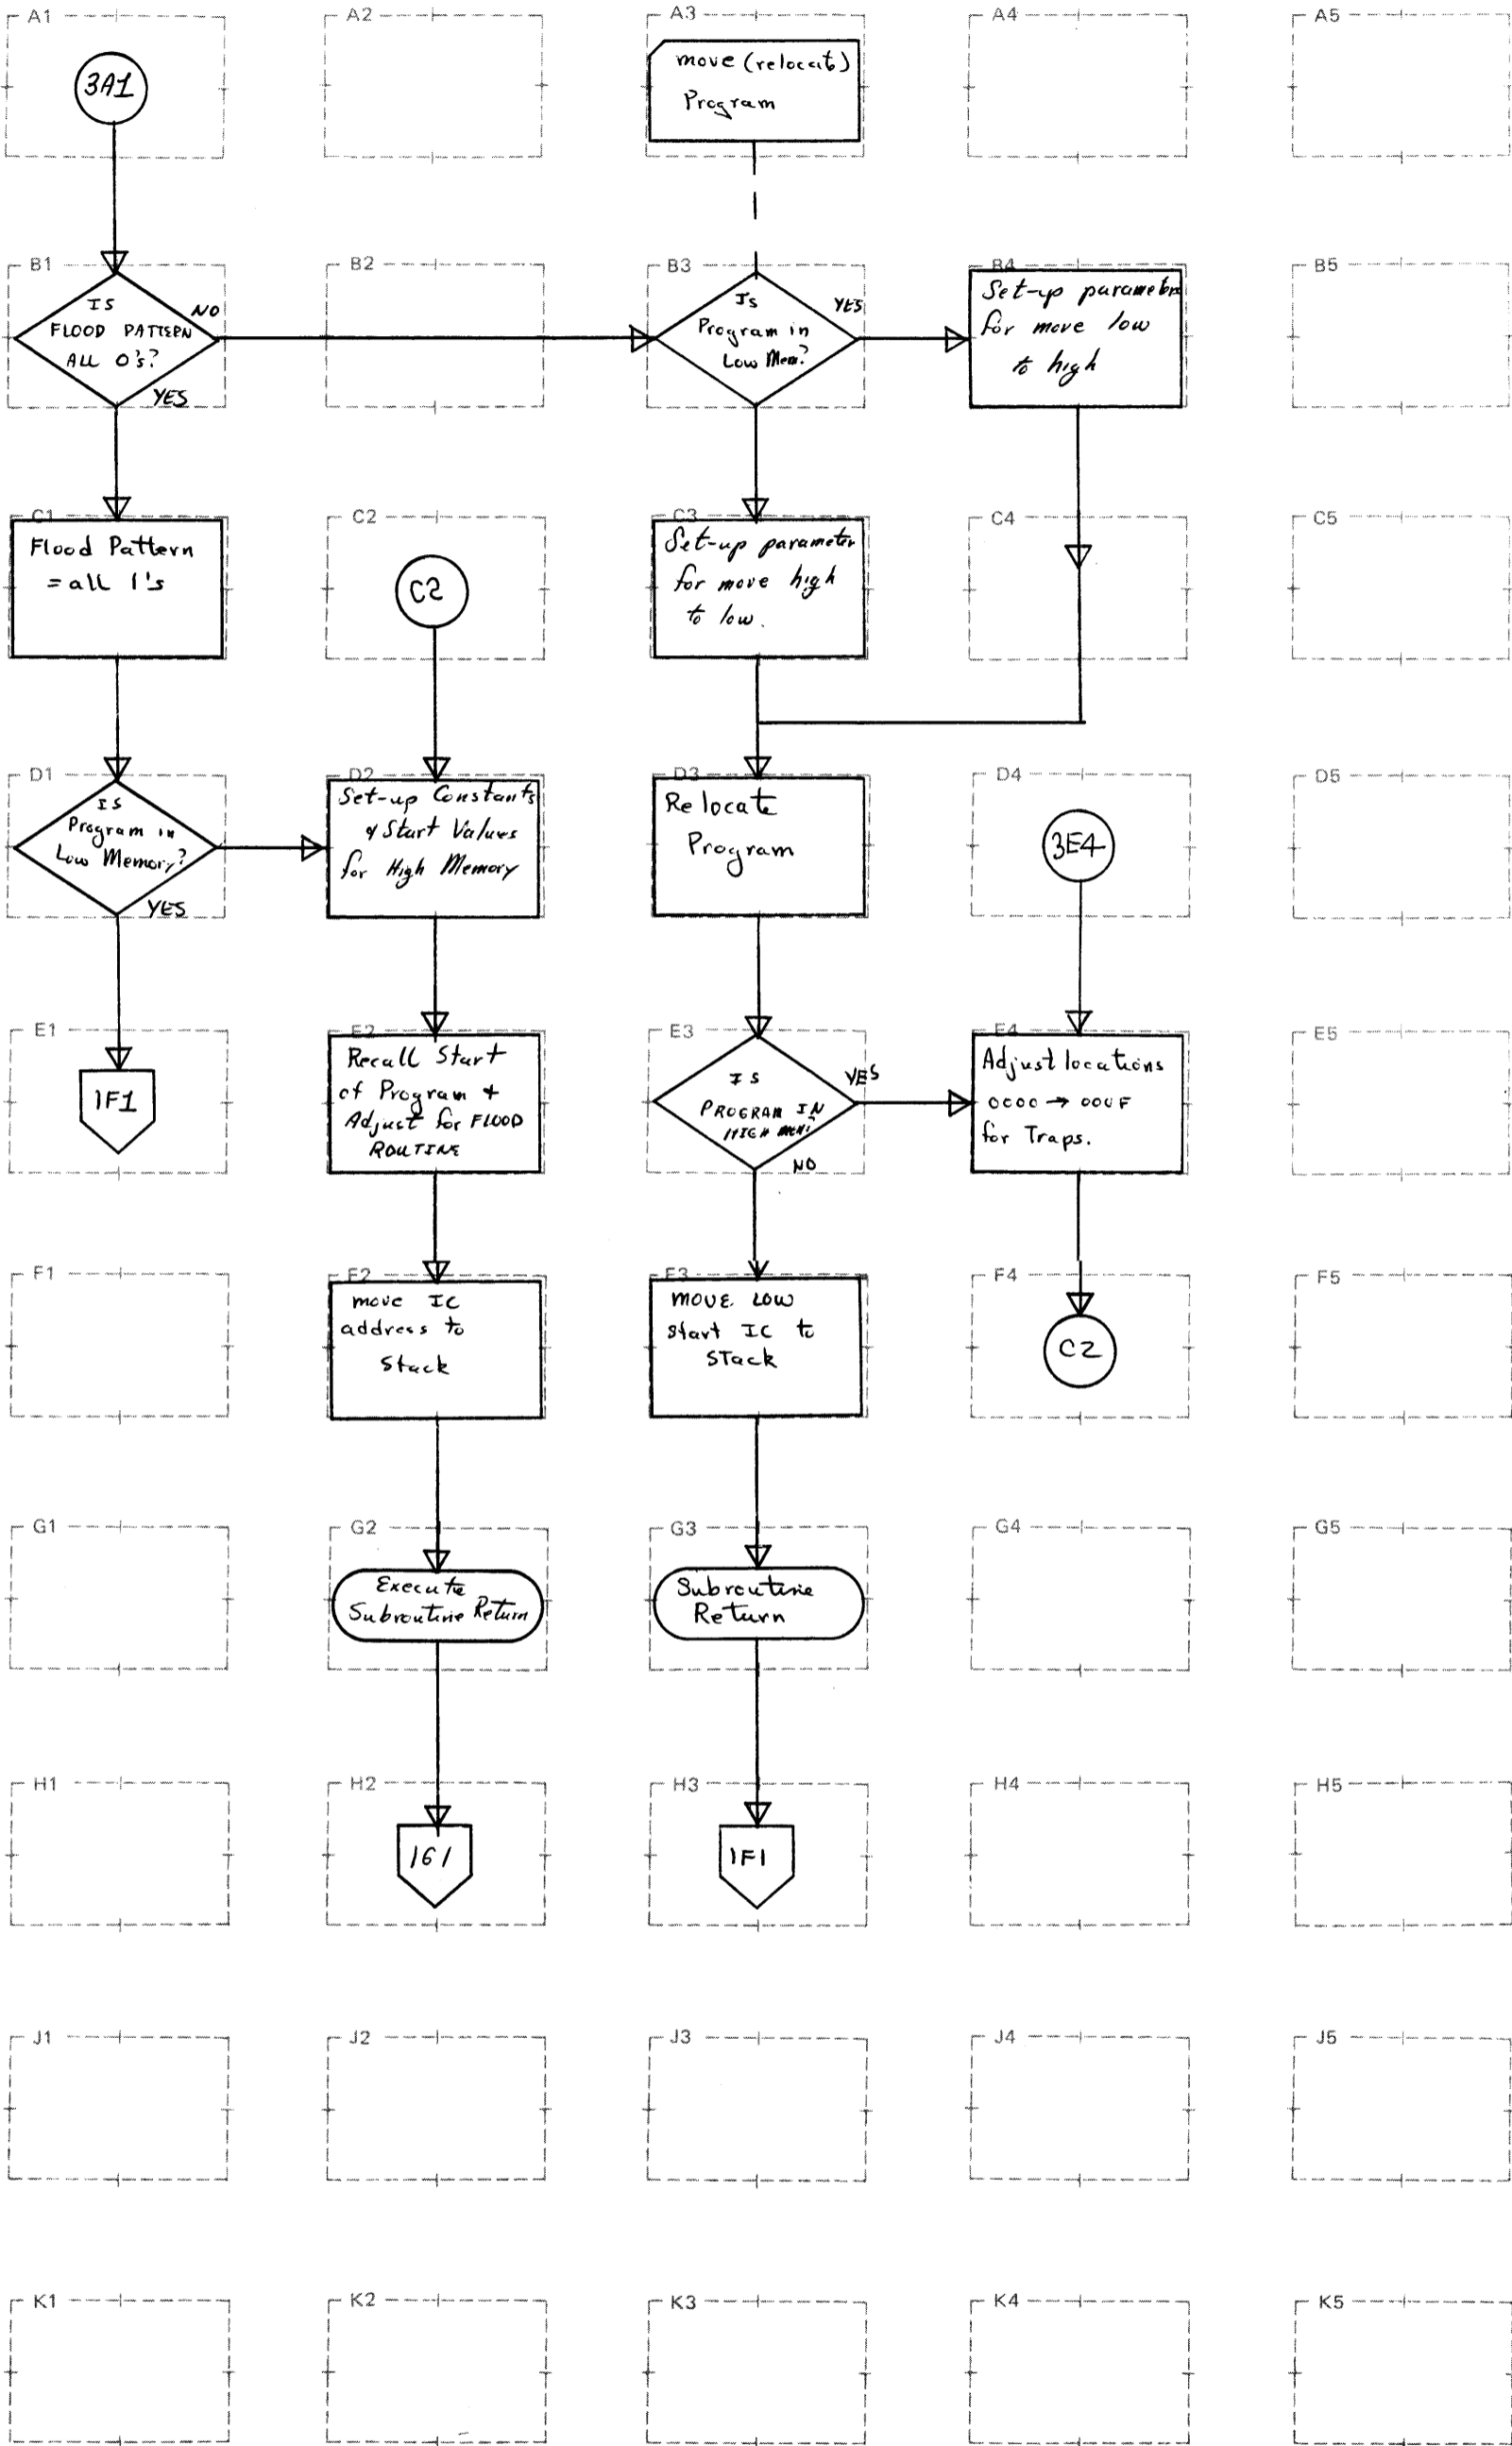 A1
A2
A3
A4
A5
3A1
move (relocate)
Program
B1
B2
B3
B4
B5
IS
FLOOD PATTERN
ALL 0's?
NO
YES
Is
Program in
Low Mem?
YES
Set-up parameters
for move low
to high
C1
C2
C3
C4
C5
Flood Pattern
= all 1's
C2
Set-up parameter
for move high
to low.
D1
D2
D3
D4
D5
IS
Program in
Low Memory?
YES
Set-up Constants
& Start Values
for High Memory
Relocate
Program
3E4
E1
E2
E3
E4
E5
1F1
Recall Start
of Program +
Adjust for FLOOD
ROUTINE
IS
PROGRAM IN
HIGH MEM?
YES
NO
Adjust locations
0000 → 000F
for Traps.
F1
F2
F3
F4
F5
move IC
address to
Stack
MOVE LOW
Start IC to
STack
C2
G1
G2
G3
G4
G5
Execute
Subroutine Return
Subroutine
Return
H1
H2
H3
H4
H5
1G1
1F1
J1
J2
J3
J4
J5
K1
K2
K3
K4
K5